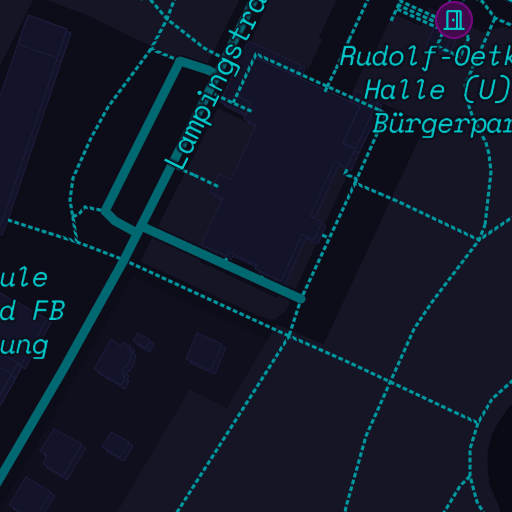 Lampingstra
Rudolf-Oetk
Halle (U)
Bürgerpar
ule
d FB
ung